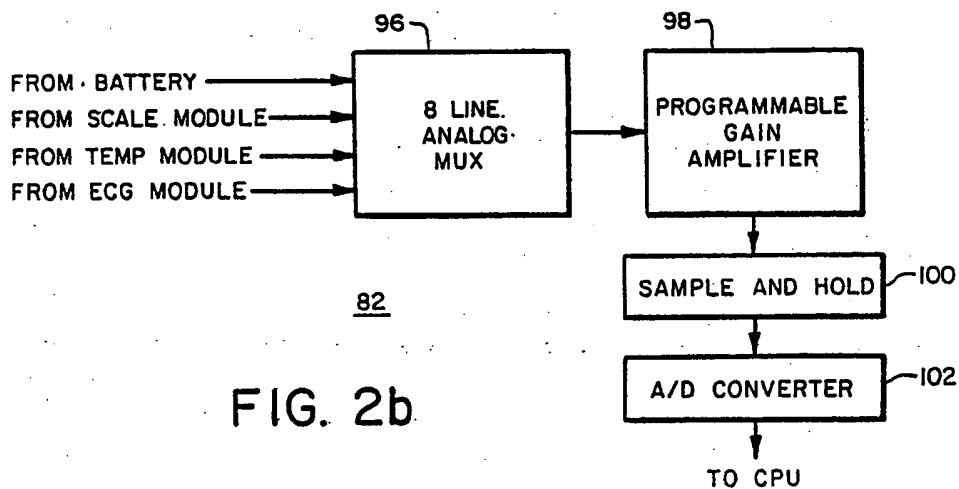 96
98
FROM BATTERY
FROM SCALE MODULE
FROM TEMP MODULE
FROM ECG MODULE
8 LINE
ANALOG
MUX
PROGRAMMABLE
GAIN
AMPLIFIER
SAMPLE AND HOLD
100
82
A/D CONVERTER
102
FIG. 2b
TO CPU